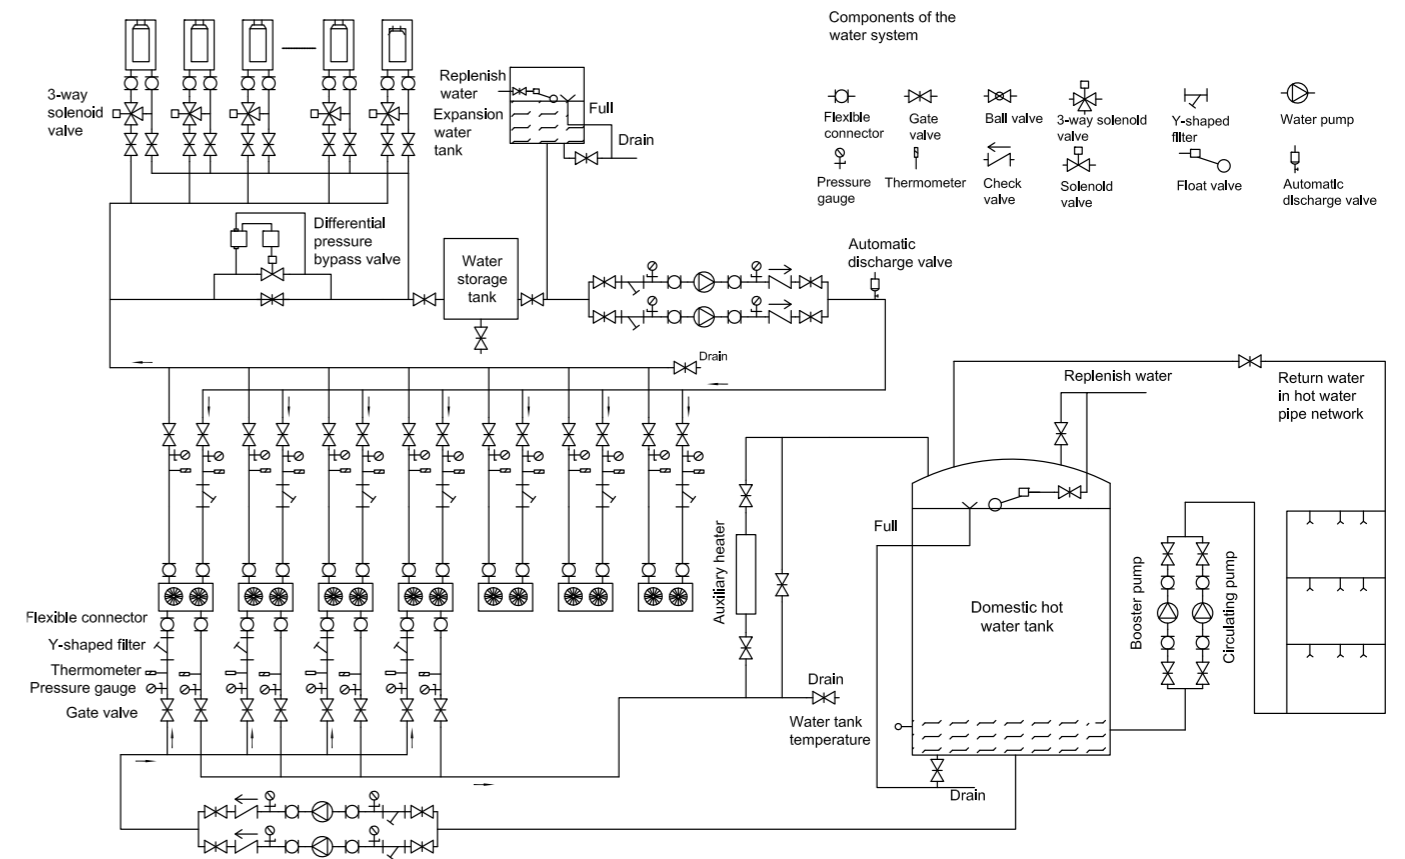 Components of the
water system
3-way
solenoid
valve
Replenish
water
Expansion
water
tank
Full
Drain
Flexible
connector
Gate
valve
Ball valve
3-way solenoid
valve
Y-shaped
filter
Water pump
Pressure
gauge
Thermometer
Check
valve
Solenoid
valve
Float valve
Automatic
discharge valve
Differential
pressure
bypass valve
Water
storage
tank
Automatic
discharge valve
Drain
Replenish water
Return water
in hot water
pipe network
Full
Auxiliary heater
Domestic hot
water tank
Booster pump
Circulating pump
Flexible connector
Y-shaped filter
Thermometer
Pressure gauge
Gate valve
Drain
Water tank
temperature
Drain